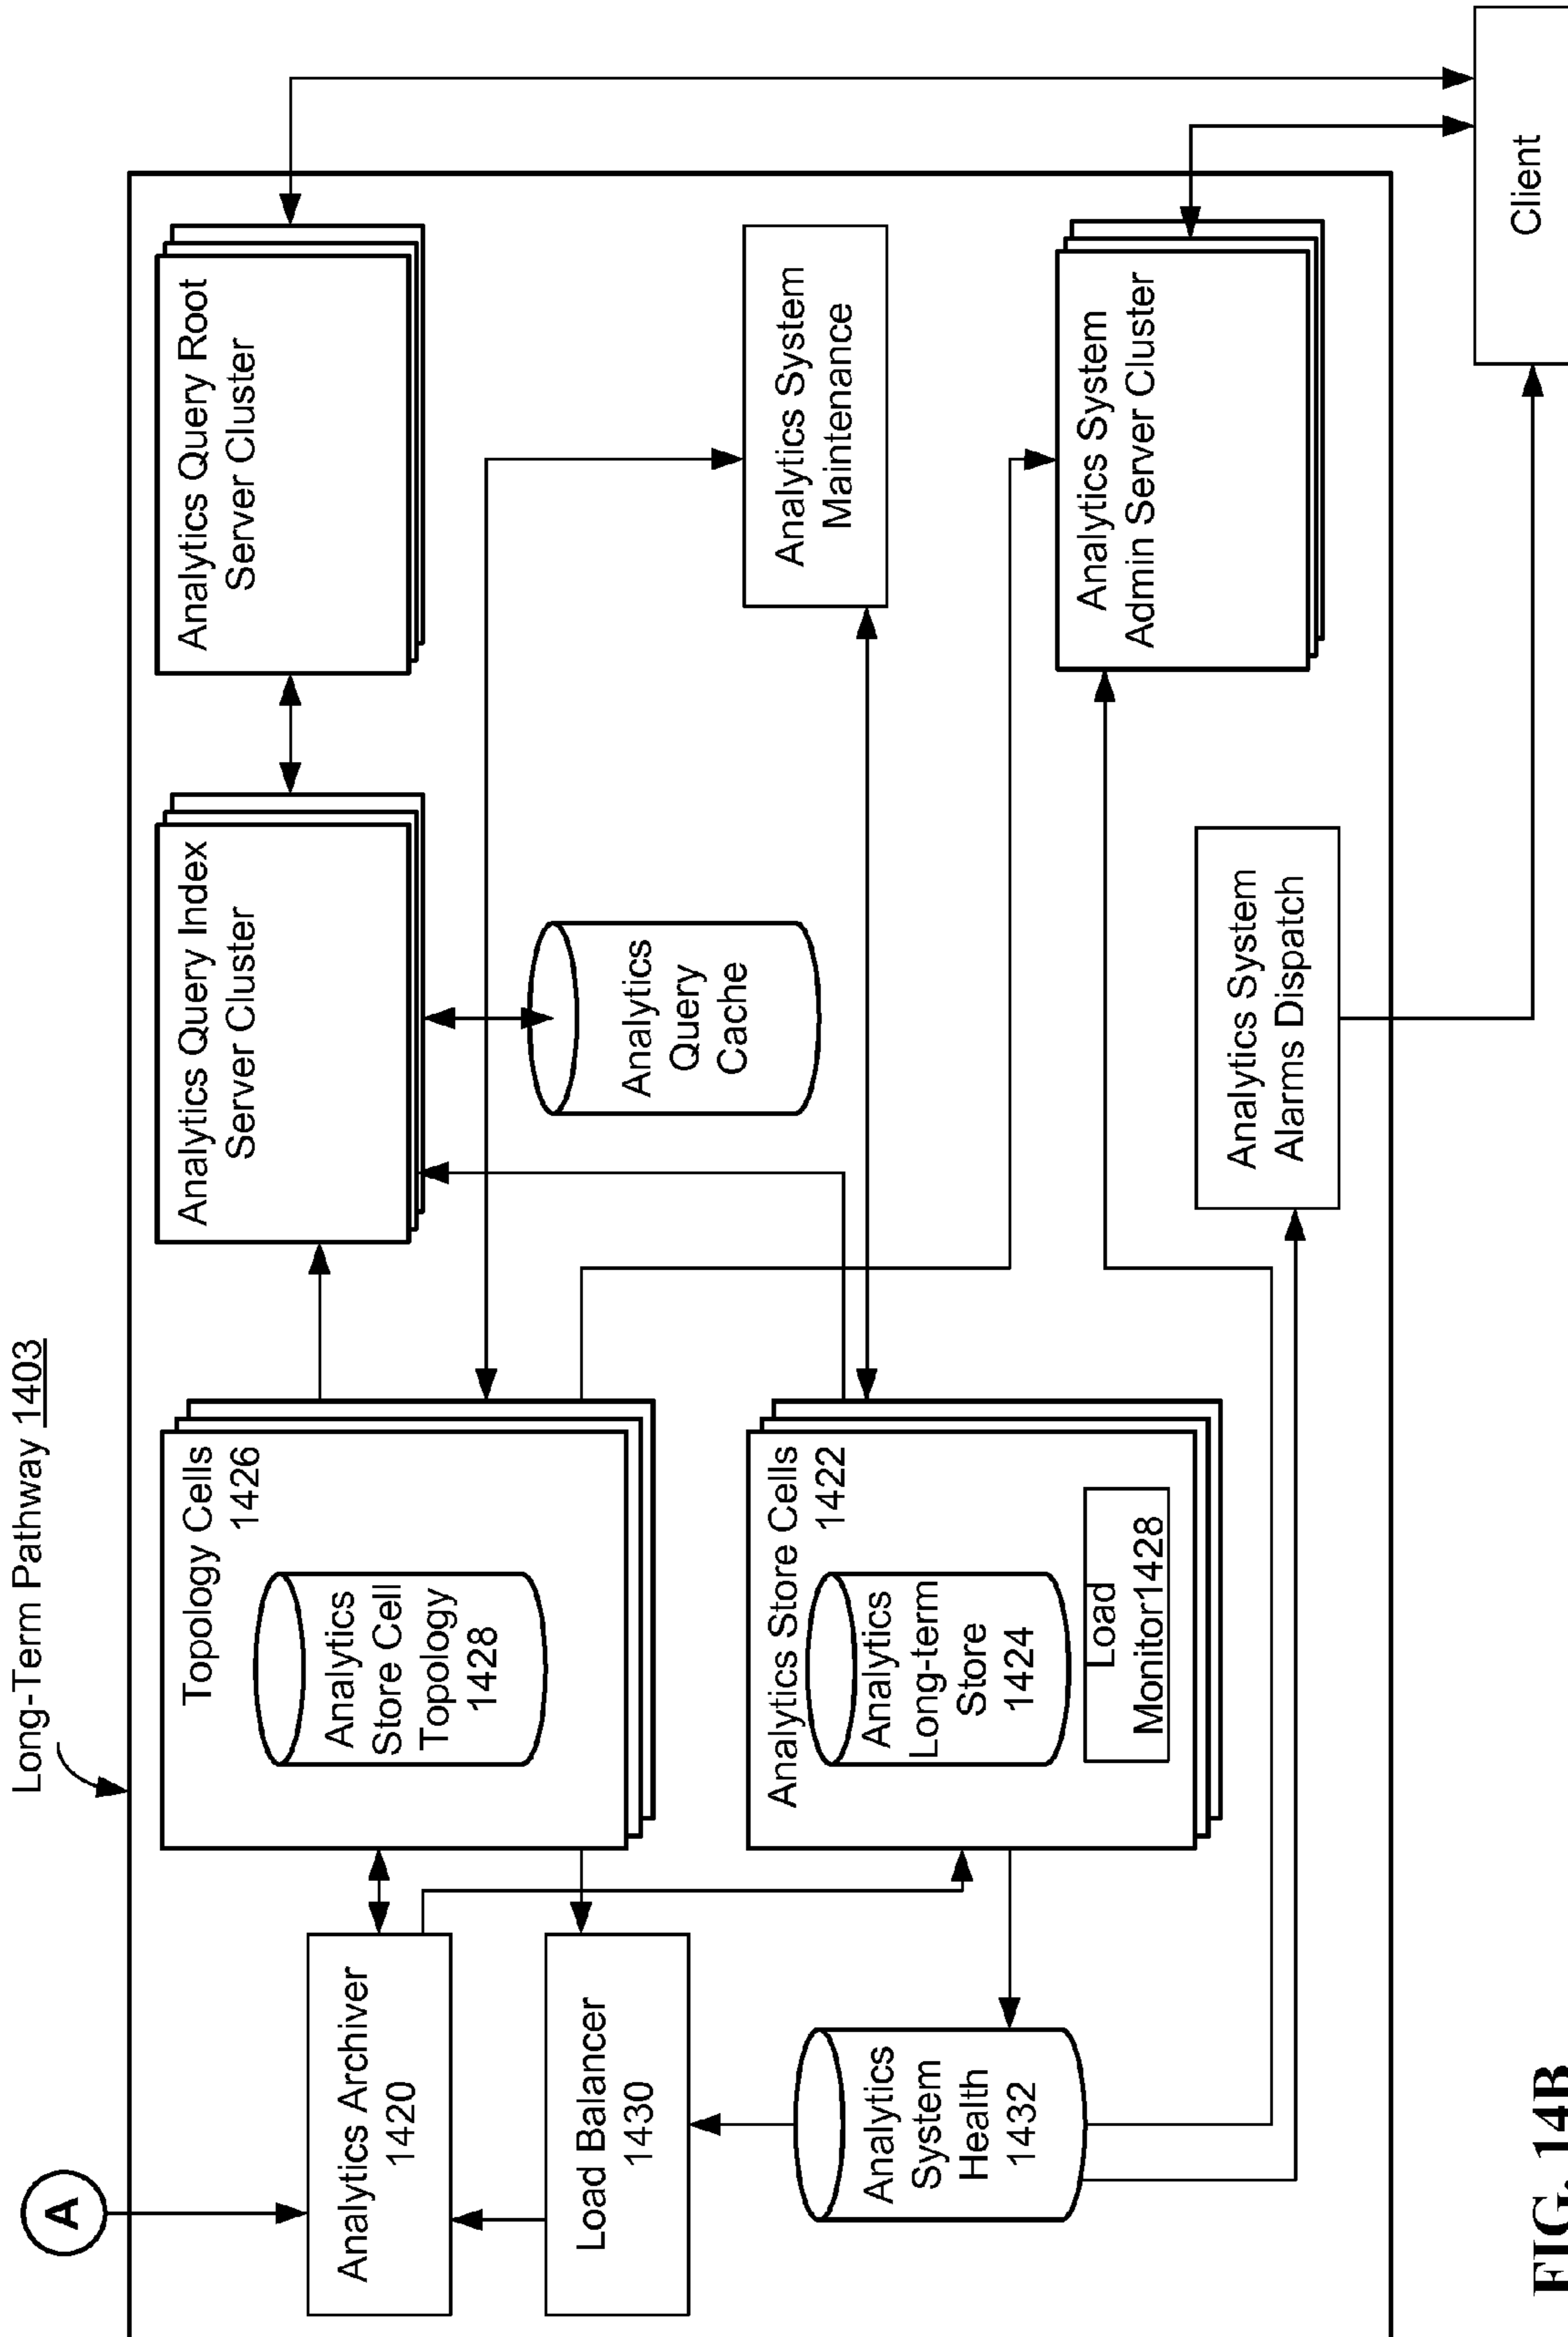 Long-Term Pathway 1403
A
Analytics Archiver
1420
Load Balancer
1430
Analytics
System
Health
1432
Topology Cells
1426
Analytics
Store Cell
Topology
1428
Analytics Store Cells
1422
Analytics
Long-term
Store
1424
Load
Monitor1428
Analytics Query Index
Server Cluster
Analytics
Query
Cache
Analytics Query Root
Server Cluster
Analytics System
Maintenance
Analytics System
Admin Server Cluster
Analytics System
Alarms Dispatch
Client
FIG. 14B